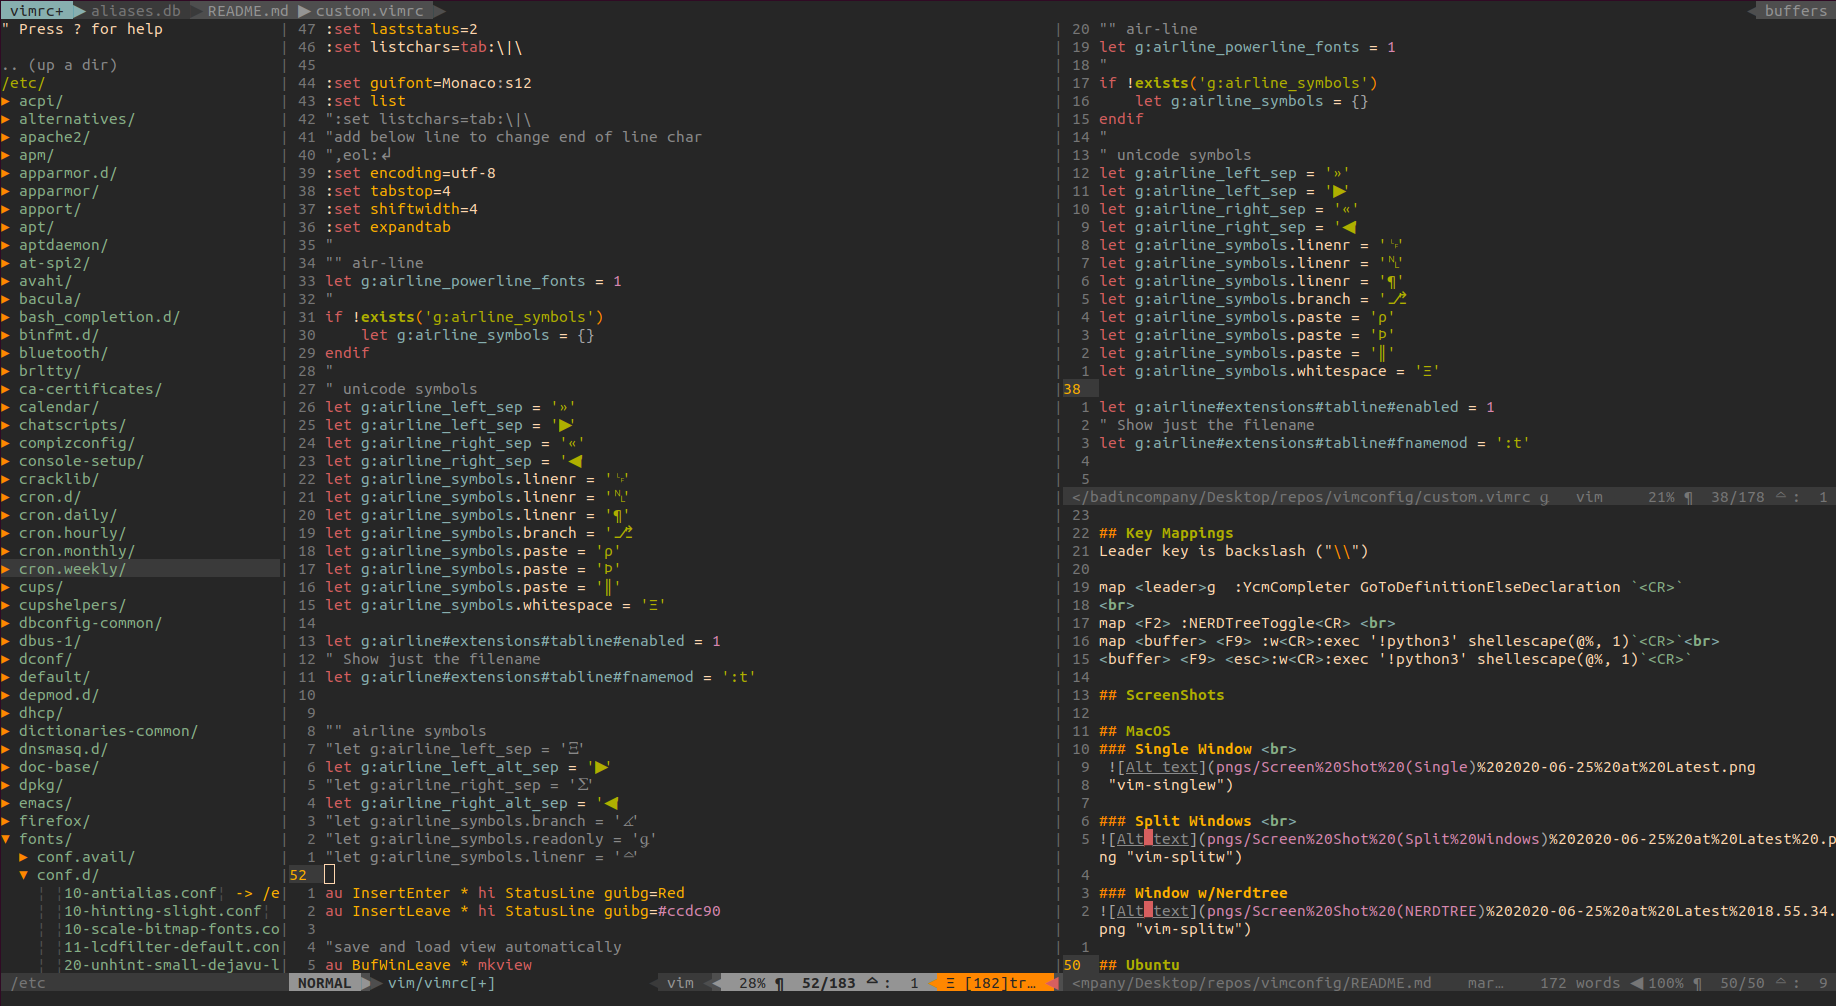 vimrc+ aliases.db README.md custom.vimrc buffers
" Press ? for help
.. (up a dir)
/etc/
▶ acpi/
▶ alternatives/
▶ apache2/
▶ apm/
▶ apparmor.d/
▶ apparmor/
▶ apport/
▶ apt/
▶ aptdaemon/
▶ at-spi2/
▶ avahi/
▶ bacula/
▶ bash_completion.d/
▶ binfmt.d/
▶ bluetooth/
▶ brltty/
▶ ca-certificates/
▶ calendar/
▶ chatscripts/
▶ compizconfig/
▶ console-setup/
▶ cracklib/
▶ cron.d/
▶ cron.daily/
▶ cron.hourly/
▶ cron.monthly/
▶ cron.weekly/
▶ cups/
▶ cupshelpers/
▶ dbconfig-common/
▶ dbus-1/
▶ dconf/
▶ default/
▶ depmod.d/
▶ dhcp/
▶ dictionaries-common/
▶ dnsmasq.d/
▶ doc-base/
▶ dpkg/
▶ emacs/
▶ firefox/
▼ fonts/
▶ conf.avail/
▼ conf.d/
¦ ¦10-antialias.conf¦ -> /e
¦ ¦10-hinting-slight.conf¦
¦ ¦10-scale-bitmap-fonts.co
¦ ¦11-lcdfilter-default.con
¦ ¦20-unhint-small-dejavu-l
/etc
47 :set laststatus=2
46 :set listchars=tab:\|\
45
44 :set guifont=Monaco:s12
43 :set list
42 ":set listchars=tab:\|\
41 "add below line to change end of line char
40 ",eol:↲
39 :set encoding=utf-8
38 :set tabstop=4
37 :set shiftwidth=4
36 :set expandtab
35 "
34 "" air-line
33 let g:airline_powerline_fonts = 1
32 "
31 if !exists('g:airline_symbols')
30     let g:airline_symbols = {}
29 endif
28 "
27 " unicode symbols
26 let g:airline_left_sep = '»'
25 let g:airline_left_sep = '▶'
24 let g:airline_right_sep = '«'
23 let g:airline_right_sep = '◀
22 let g:airline_symbols.linenr = '␊'
21 let g:airline_symbols.linenr = '␤'
20 let g:airline_symbols.linenr = '¶'
19 let g:airline_symbols.branch = '⎇
18 let g:airline_symbols.paste = 'ρ'
17 let g:airline_symbols.paste = 'Þ'
16 let g:airline_symbols.paste = '∥'
15 let g:airline_symbols.whitespace = 'Ξ'
14
13 let g:airline#extensions#tabline#enabled = 1
12 " Show just the filename
11 let g:airline#extensions#tabline#fnamemod = ':t'
10
9
8 "" airline symbols
7 "let g:airline_left_sep = 'Ξ'
6 let g:airline_left_alt_sep = '▶'
5 "let g:airline_right_sep = 'Σ'
4 let g:airline_right_alt_sep = '◀
3 "let g:airline_symbols.branch = '
2 "let g:airline_symbols.readonly = '
1 "let g:airline_symbols.linenr = '
52
1 au InsertEnter * hi StatusLine guibg=Red
2 au InsertLeave * hi StatusLine guibg=#ccdc90
3
4 "save and load view automatically
5 au BufWinLeave * mkview
NORMAL vim/vimrc[+] vim 28% ¶ 52/183 : 1 Ξ [182]tr…
20 "" air-line
19 let g:airline_powerline_fonts = 1
18 "
17 if !exists('g:airline_symbols')
16     let g:airline_symbols = {}
15 endif
14 "
13 " unicode symbols
12 let g:airline_left_sep = '»'
11 let g:airline_left_sep = '▶'
10 let g:airline_right_sep = '«'
9 let g:airline_right_sep = '◀
8 let g:airline_symbols.linenr = '␊'
7 let g:airline_symbols.linenr = '␤'
6 let g:airline_symbols.linenr = '¶'
5 let g:airline_symbols.branch = '⎇
4 let g:airline_symbols.paste = 'ρ'
3 let g:airline_symbols.paste = 'Þ'
2 let g:airline_symbols.paste = '∥'
1 let g:airline_symbols.whitespace = 'Ξ'
38
1 let g:airline#extensions#tabline#enabled = 1
2 " Show just the filename
3 let g:airline#extensions#tabline#fnamemod = ':t'
4
5
</badincompany/Desktop/repos/vimconfig/custom.vimrc vim 21% ¶ 38/178 : 1
23
22 ## Key Mappings
21 Leader key is backslash ("\\")
20
19 map <leader>g  :YcmCompleter GoToDefinitionElseDeclaration `<CR>`
18 <br>
17 map <F2> :NERDTreeToggle<CR> <br>
16 map <buffer> <F9> :w<CR>:exec '!python3' shellescape(@%, 1)`<CR>`<br>
15 <buffer> <F9> <esc>:w<CR>:exec '!python3' shellescape(@%, 1)`<CR>`
14
13 ## ScreenShots
12
11 ## MacOS
10 ### Single Window <br>
9  ![Alt text](pngs/Screen%20Shot%20(Single)%202020-06-25%20at%20Latest.png
8  "vim-singlew")
7
6 ### Split Windows <br>
5 ![Alt text](pngs/Screen%20Shot%20(Split%20Windows)%202020-06-25%20at%20Latest%20.p
ng "vim-splitw")
4
3 ### Window w/Nerdtree
2 ![Alt text](pngs/Screen%20Shot%20(NERDTREE)%202020-06-25%20at%20Latest%2018.55.34.
png "vim-splitw")
1
50 ## Ubuntu
<mpany/Desktop/repos/vimconfig/README.md mar… 172 words 100% ¶ 50/50 : 9